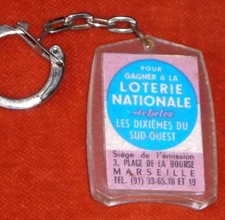 POUR
GAGNER A LA
LOTERIE
NATIONALE
achetez
LES DIXIÈMES DU
SUD-OUEST
Siège de l'émission
3, PLACE DE LA BOURSE
MARSEILLE
TÉL. (91) 33-65.18 ET 19